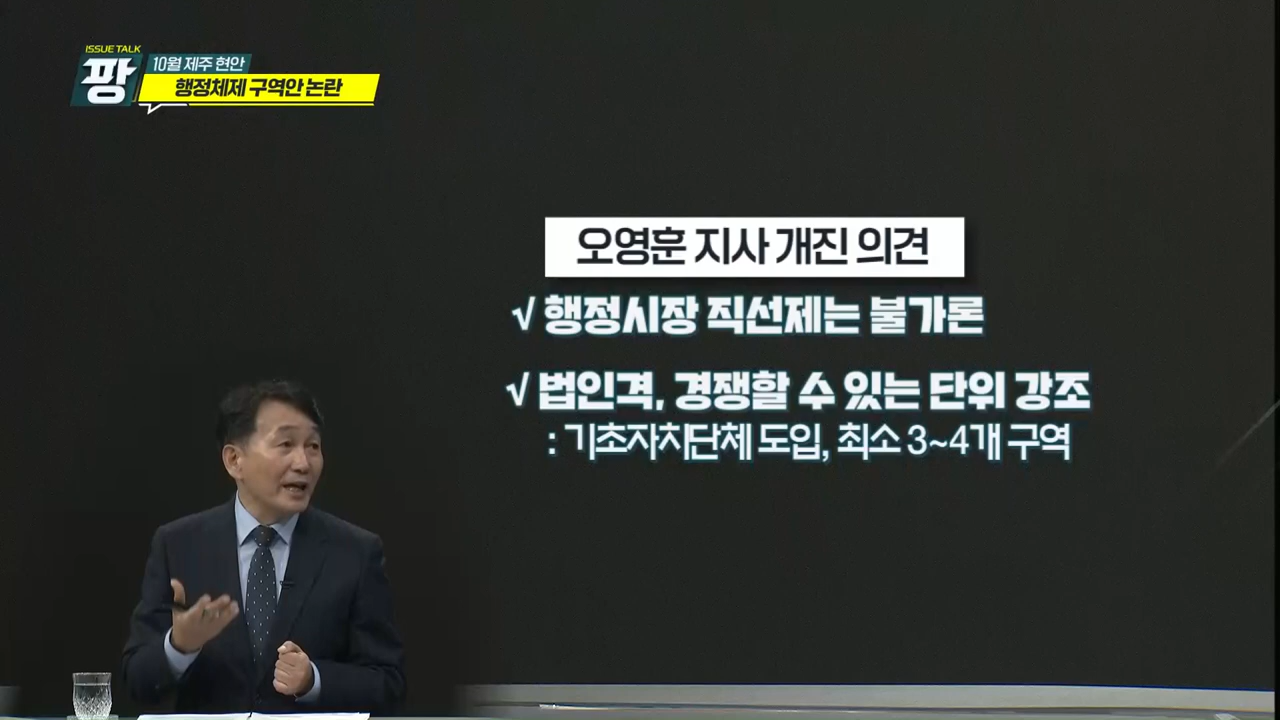 ISSUE TALK
팡
10월 제주 현안
행정체제 구역안 논란
오영훈 지사 개진 의견
√ 행정시장 직선제는 불가론
√ 법인격, 경쟁할 수 있는 단위 강조
: 기초자치단체 도입, 최소 3~4개 구역